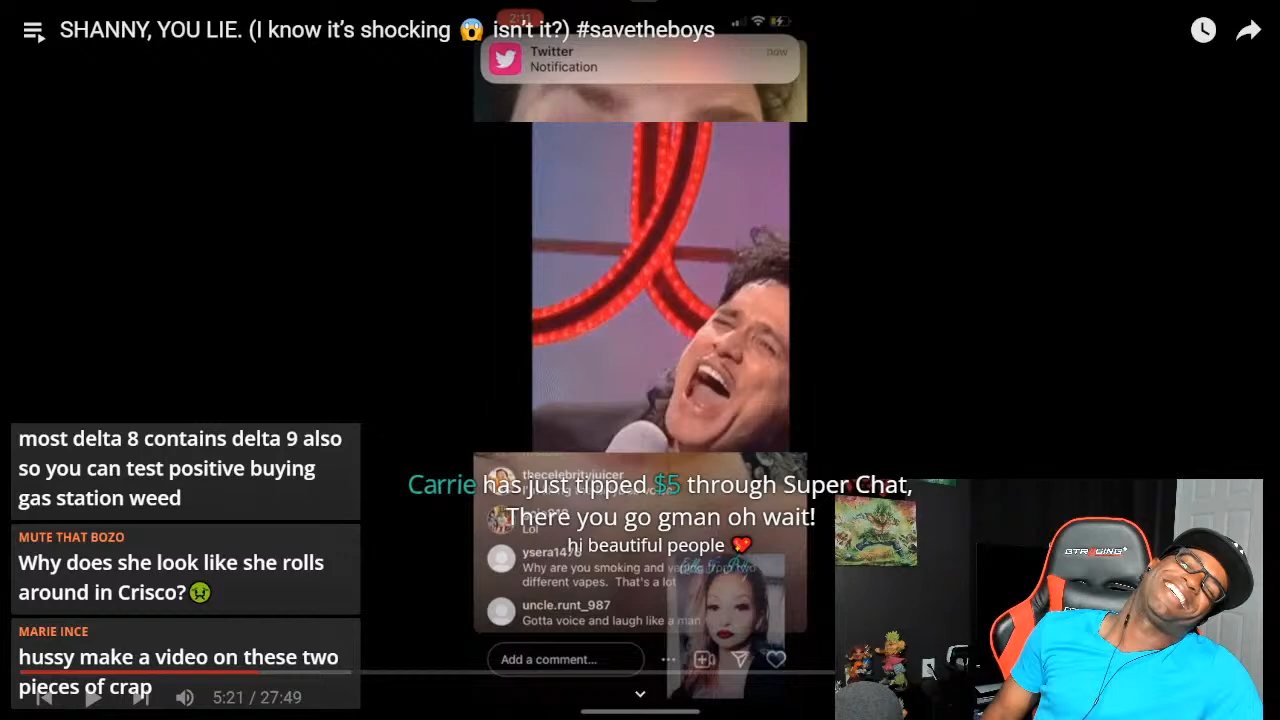 2:11
SHANNY, YOU LIE. (I know it's shocking 😱 isn't it?) #savetheboys
Twitter
now
Notification
most delta 8 contains delta 9 also
so you can test positive buying
gas station weed
MUTE THAT BOZO
Why does she look like she rolls
around in Crisco?🤢
MARIE INCE
hussy make a video on these two
pieces of crap
thecelebrityjuicer
Carrie has just tipped $5 through Super Chat,
There you go gman oh wait!
Lol
hi beautiful people 💖
Why are you smoking and vaping from two
different vapes. That's a lot
uncle.runt_987
Gotta voice and laugh like a man
Add a comment...
5:21 / 27:49
GTRACING